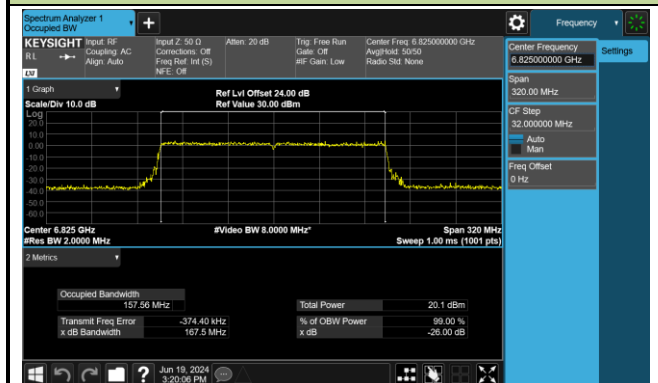 Spectrum Analyzer 1
Occupied BW
+
Frequency
KEYSIGHT
RL
LXI
Input: RF
Coupling: AC
Align: Auto
Input Z: 50 Ω
Corrections: Off
Freq Ref: Int (S)
NFE: Off
Atten: 20 dB
Trig: Free Run
Gate: Off
#IF Gain: Low
Center Freq: 6.825000000 GHz
Avg|Hold: 50/50
Radio Std: None
Center Frequency
6.825000000 GHz
Settings
Span
320.00 MHz
CF Step
32.000000 MHz
Auto
Man
Freq Offset
0 Hz
1 Graph
Scale/Div 10.0 dB
Ref Lvl Offset 24.00 dB
Ref Value 30.00 dBm
Log
20.0
10.0
0.00
-10.0
-20.0
-30.0
-40.0
-50.0
-60.0
Center 6.825 GHz
#Res BW 2.0000 MHz
#Video BW 8.0000 MHz*
Span 320 MHz
Sweep 1.00 ms (1001 pts)
2 Metrics
Occupied Bandwidth
157.56 MHz
Total Power 20.1 dBm
Transmit Freq Error -374.40 kHz
% of OBW Power 99.00 %
x dB Bandwidth 167.5 MHz
x dB -26.00 dB
?
Jun 19, 2024
3:20:06 PM